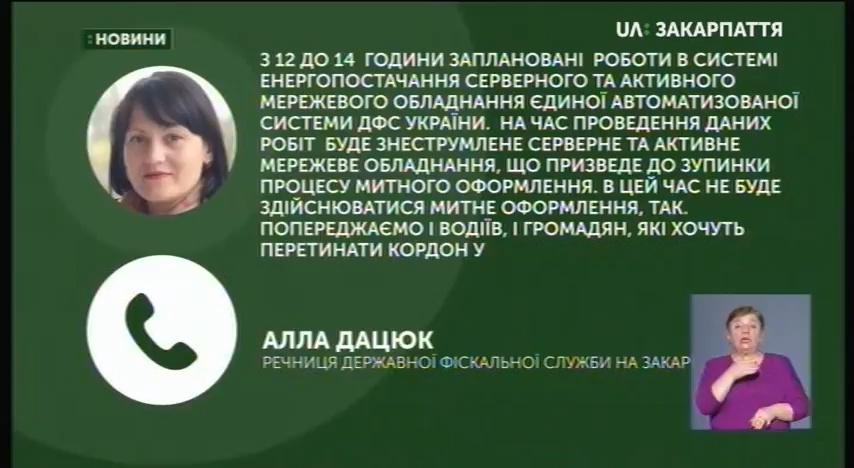 :НОВИНИ
UA: ЗАКАРПАТТЯ
З 12 ДО 14 ГОДИНИ ЗАПЛАНОВАНІ РОБОТИ В СИСТЕМІ
ЕНЕРГОПОСТАЧАННЯ СЕРВЕРНОГО ТА АКТИВНОГО
МЕРЕЖЕВОГО ОБЛАДНАННЯ ЄДИНОЇ АВТОМАТИЗОВАНОЇ
СИСТЕМИ ДФС УКРАЇНИ. НА ЧАС ПРОВЕДЕННЯ ДАНИХ
РОБІТ БУДЕ ЗНЕСТРУМЛЕНЕ СЕРВЕРНЕ ТА АКТИВНЕ
МЕРЕЖЕВЕ ОБЛАДНАННЯ, ЩО ПРИЗВЕДЕ ДО ЗУПИНКИ
ПРОЦЕСУ МИТНОГО ОФОРМЛЕННЯ. В ЦЕЙ ЧАС НЕ БУДЕ
ЗДІЙСНЮВАТИСЯ МИТНЕ ОФОРМЛЕННЯ, ТАК.
ПОПЕРЕДЖАЄМО І ВОДІЇВ, І ГРОМАДЯН, ЯКІ ХОЧУТЬ
ПЕРЕТИНАТИ КОРДОН У
АЛЛА ДАЦЮК
РЕЧНИЦЯ ДЕРЖАВНОЇ ФІСКАЛЬНОЇ СЛУЖБИ НА ЗАКАР